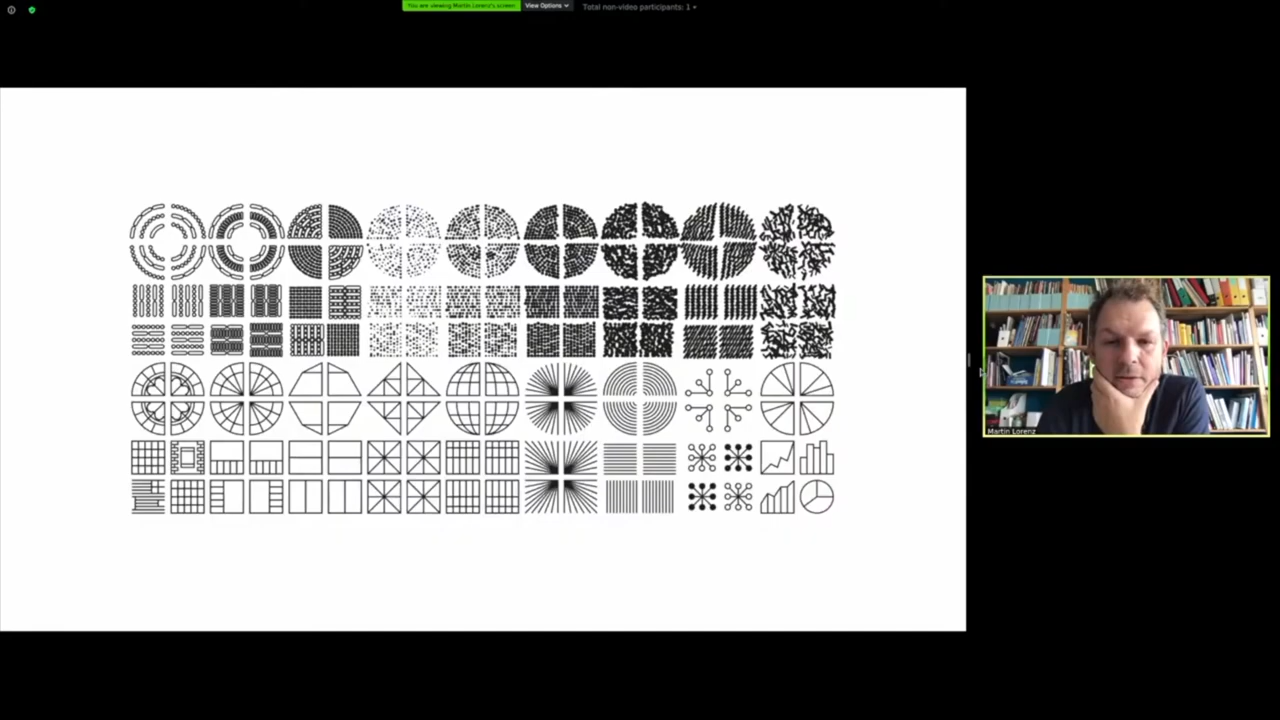 You are viewing Martin Lorenz's screen
View Options
Total non-video participants: 1
Martin Lorenz